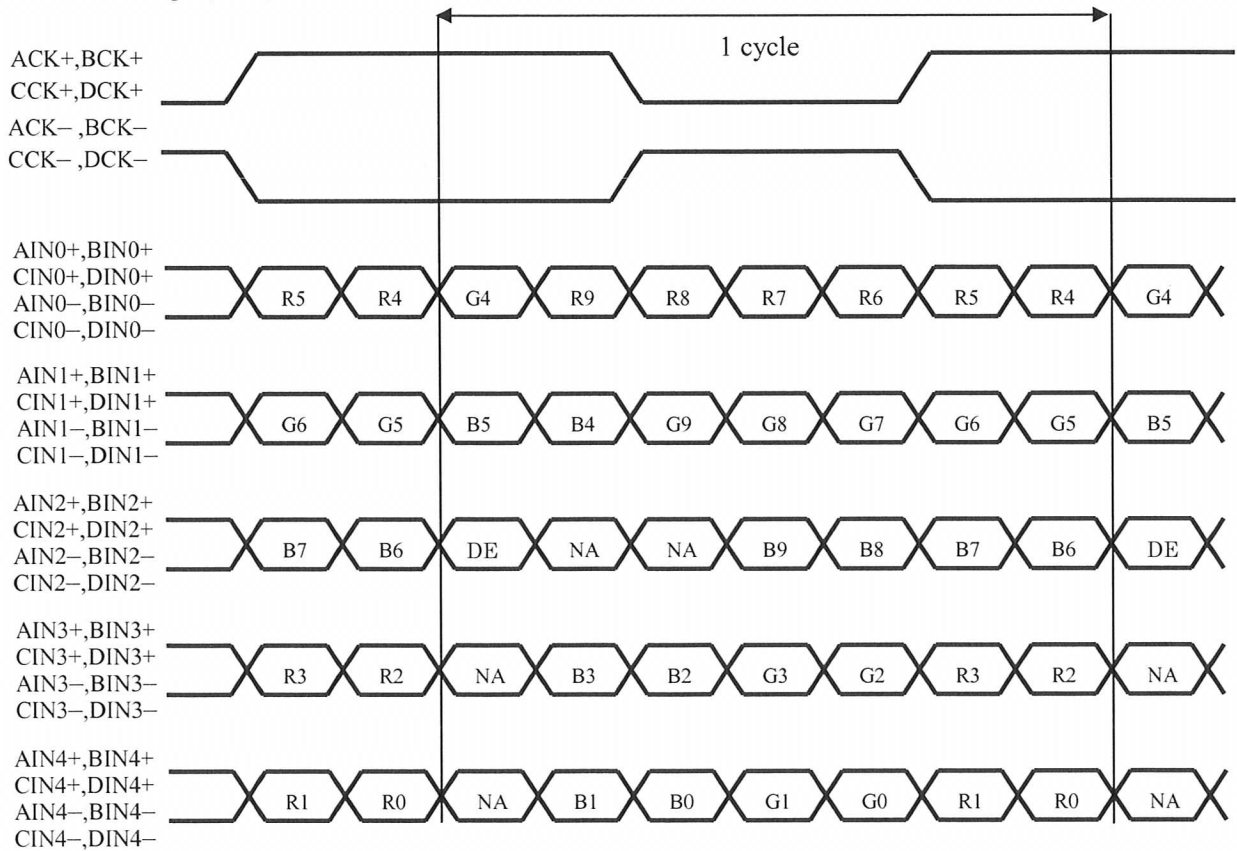 1 cycle
ACK+,BCK+
CCK+,DCK+
ACK− ,BCK−
CCK− ,DCK−
AIN0+,BIN0+
CIN0+,DIN0+
AIN0−,BIN0−
CIN0−,DIN0−
R5 R4 G4 R9 R8 R7 R6 R5 R4 G4
AIN1+,BIN1+
CIN1+,DIN1+
AIN1−,BIN1−
CIN1−,DIN1−
G6 G5 B5 B4 G9 G8 G7 G6 G5 B5
AIN2+,BIN2+
CIN2+,DIN2+
AIN2−,BIN2−
CIN2−,DIN2−
B7 B6 DE NA NA B9 B8 B7 B6 DE
AIN3+,BIN3+
CIN3+,DIN3+
AIN3−,BIN3−
CIN3−,DIN3−
R3 R2 NA B3 B2 G3 G2 R3 R2 NA
AIN4+,BIN4+
CIN4+,DIN4+
AIN4−,BIN4−
CIN4−,DIN4−
R1 R0 NA B1 B0 G1 G0 R1 R0 NA